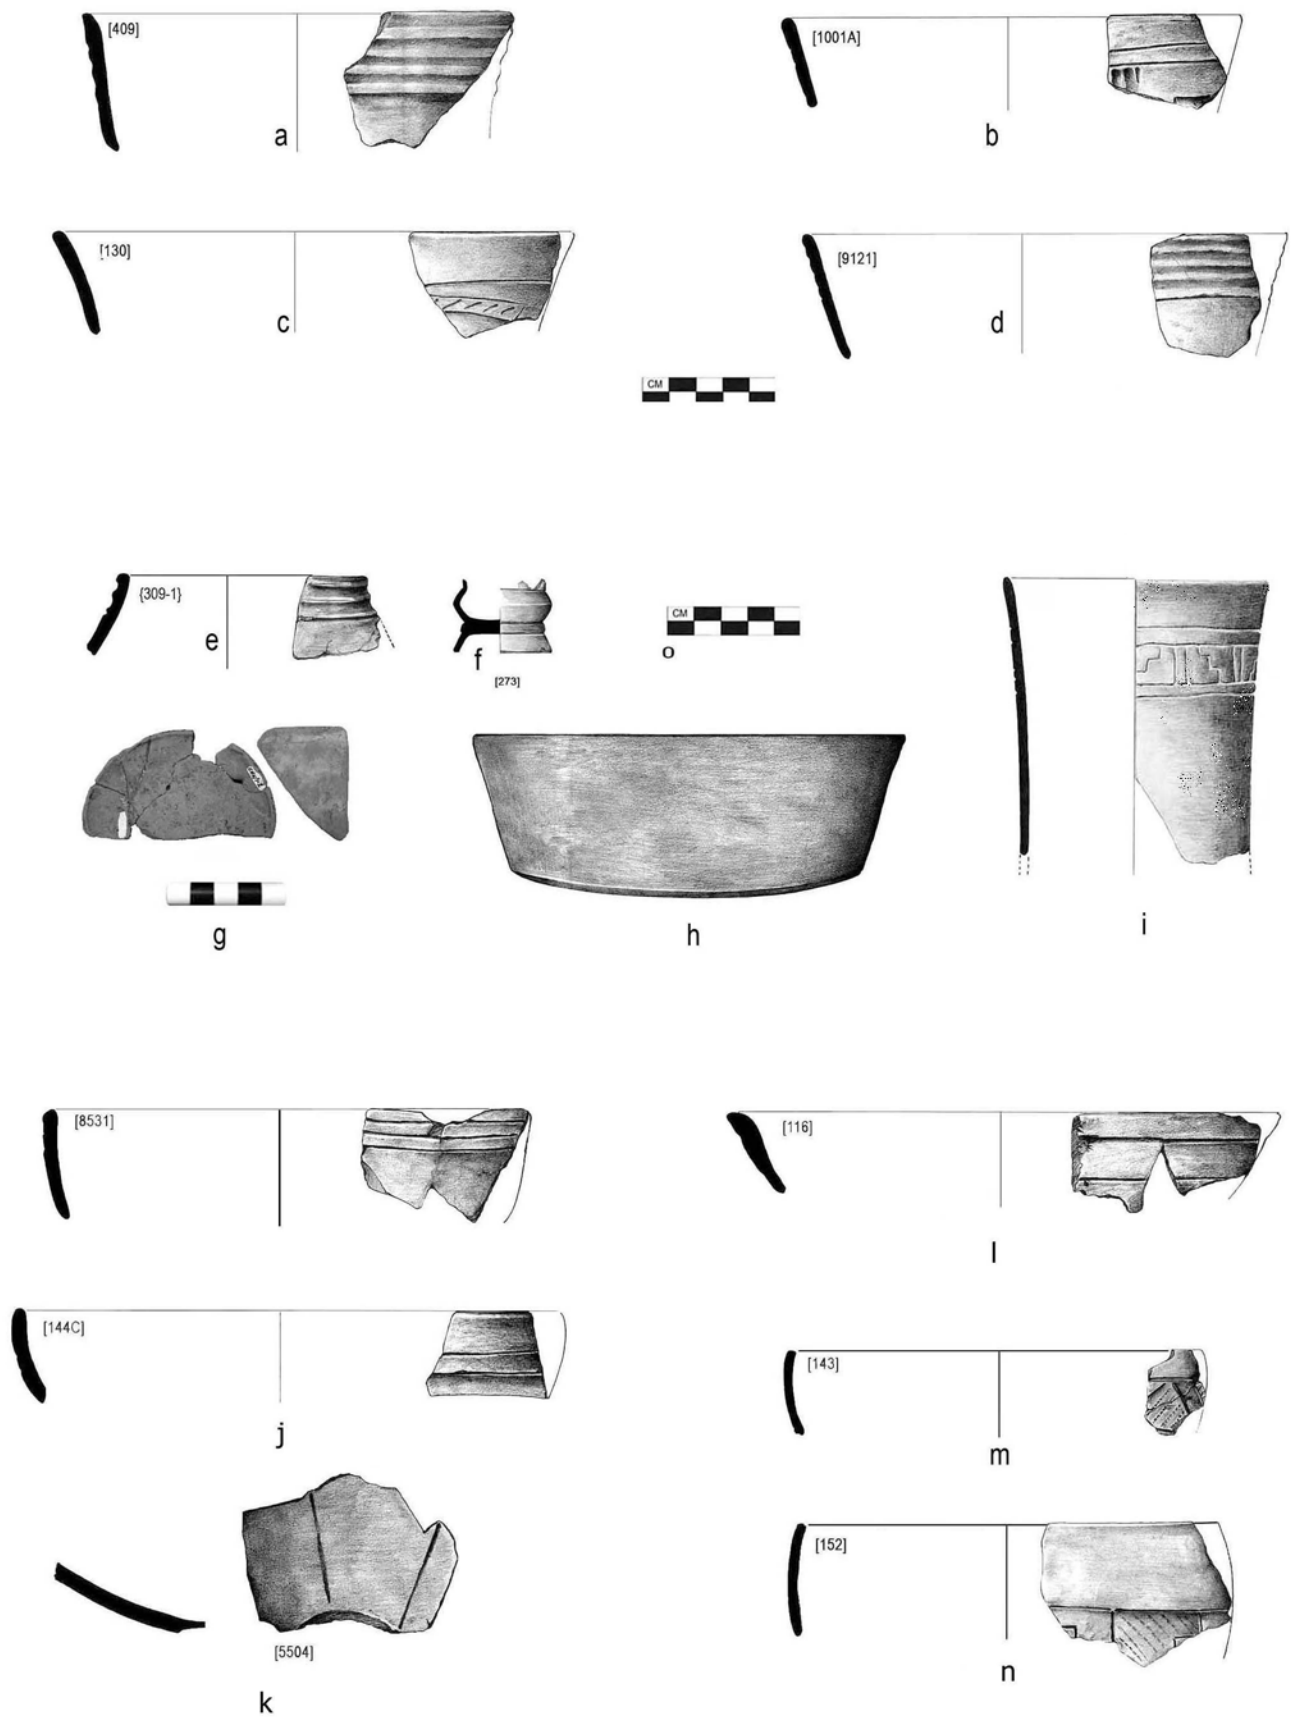 [409]
a
[1001A]
b
[130]
c
[9121]
d
CM
{309-1}
e
f
[273]
CM
o
g
h
i
[8531]
[116]
l
[144C]
j
[143]
m
[5504]
k
[152]
n